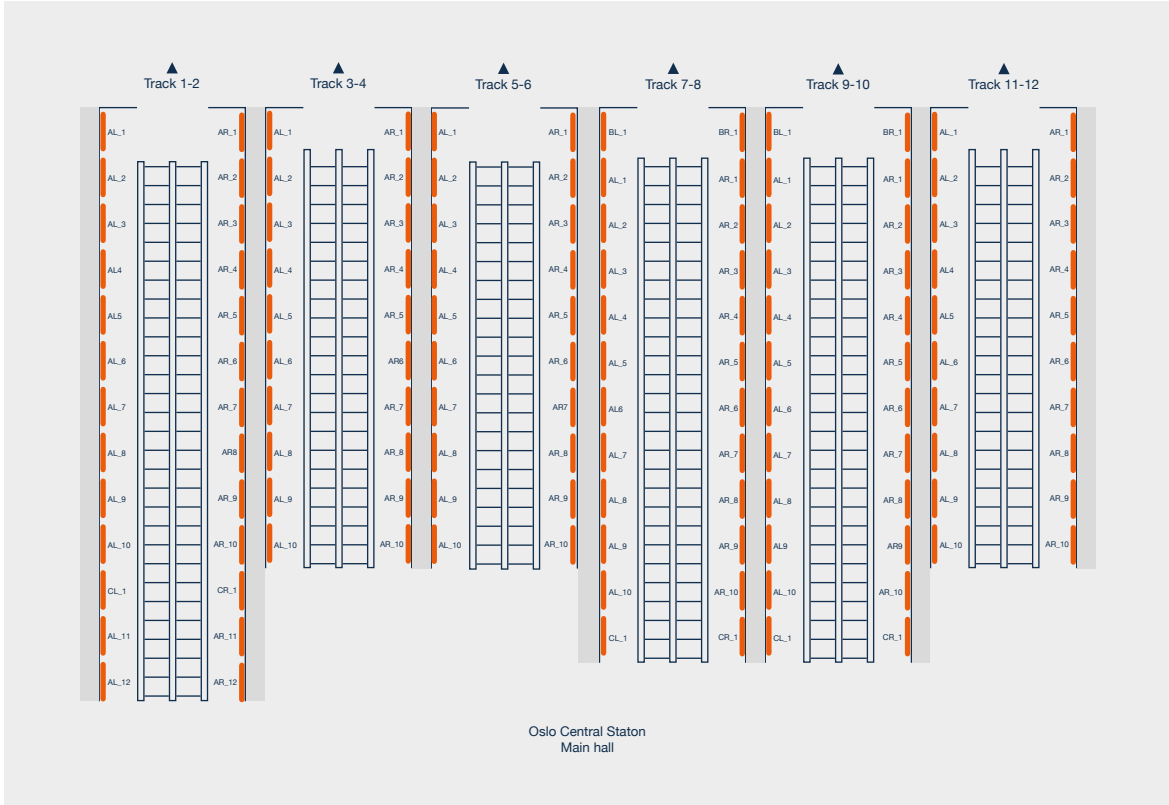 Track 1-2
Track 3-4
Track 5-6
Track 7-8
Track 9-10
Track 11-12
AL_1 AR_1 AL_1 AR_1 AL_1 AR_1 BL_1 BR_1 BL_1 BR_1 AL_1 AR_1
AL_2 AR_2 AL_2 AR_2 AL_2 AR_2 AL_1 AR_1 AL_1 AR_1 AL_2 AR_2
AL_3 AR_3 AL_3 AR_3 AL_3 AR_3 AL_2 AR_2 AL_2 AR_2 AL_3 AR_3
AL4 AR_4 AL_4 AR_4 AL_4 AR_4 AL_3 AR_3 AL_3 AR_3 AL4 AR_4
AL5 AR_5 AL_5 AR_5 AL_5 AR_5 AL_4 AR_4 AL_4 AR_4 AL5 AR_5
AL_6 AR_6 AL_6 AR6 AL_6 AR_6 AL_5 AR_5 AL_5 AR_5 AL_6 AR_6
AL_7 AR_7 AL_7 AR_7 AL_7 AR7 AL6 AR_6 AL_6 AR_6 AL_7 AR_7
AL_8 AR8 AL_8 AR_8 AL_8 AR_8 AL_7 AR_7 AL_7 AR_7 AL_8 AR_8
AL_9 AR_9 AL_9 AR_9 AL_9 AR_9 AL_8 AR_8 AL_8 AR_8 AL_9 AR_9
AL_10 AR_10 AL_10 AR_10 AL_10 AR_10 AL_9 AR_9 AL9 AR9 AL_10 AR_10
CL_1 CR_1 AL_10 AR_10 AL_10 AR_10
AL_11 AR_11 CL_1 CR_1 CL_1 CR_1
AL_12 AR_12
Oslo Central Staton
Main hall